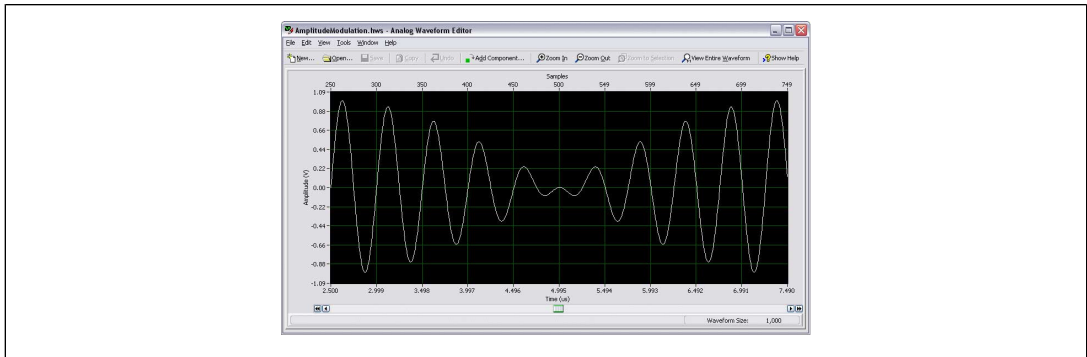 AmplitudeModulation.hws - Analog Waveform Editor
File Edit View Tools Window Help
New... Open... Save Copy Undo Add Component... Zoom In Zoom Out Zoom to Selection View Entire Waveform Show Help
Samples
250 300 350 400 450 500 549 599 649 699 749
1.09
0.88
0.66
0.44
0.22
0.00
-0.22
-0.44
-0.66
-0.88
-1.09
Amplitude (V)
2.500 2.999 3.498 3.997 4.496 4.995 5.494 5.993 6.492 6.991 7.490
Time (us)
Waveform Size: 1,000